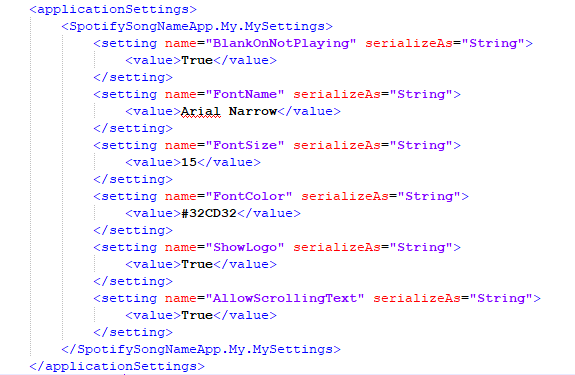 <applicationSettings>
<SpotifySongNameApp.My.MySettings>
<setting name="BlankOnNotPlaying" serializeAs="String">
<value>True</value>
</setting>
<setting name="FontName" serializeAs="String">
<value>Arial Narrow</value>
</setting>
<setting name="FontSize" serializeAs="String">
<value>15</value>
</setting>
<setting name="FontColor" serializeAs="String">
<value>#32CD32</value>
</setting>
<setting name="ShowLogo" serializeAs="String">
<value>True</value>
</setting>
<setting name="AllowScrollingText" serializeAs="String">
<value>True</value>
</setting>
</SpotifySongNameApp.My.MySettings>
</applicationSettings>